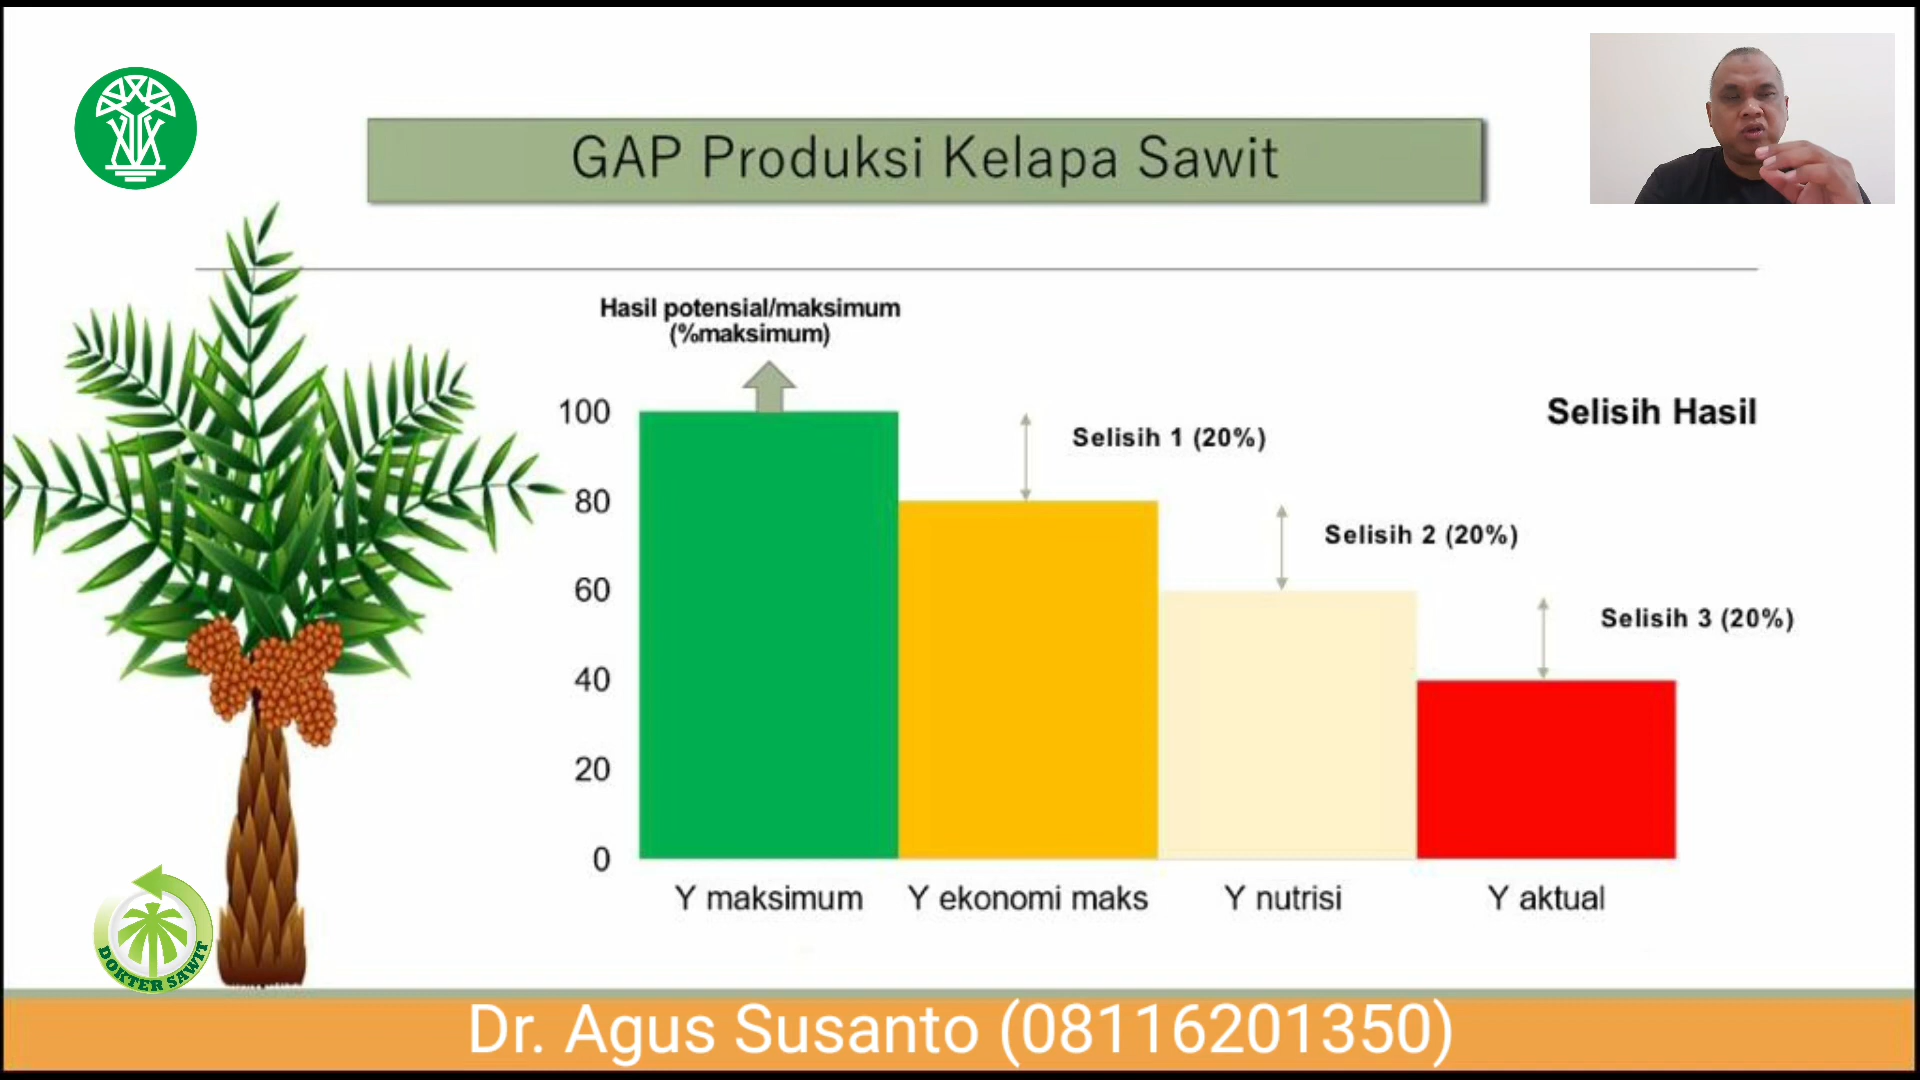 GAP Produksi Kelapa Sawit
Hasil potensial/maksimum
(%maksimum)
Selisih Hasil
100
80
60
40
20
0
Selisih 1 (20%)
Selisih 2 (20%)
Selisih 3 (20%)
Y maksimum
Y ekonomi maks
Y nutrisi
Y aktual
DOKTER SAWIT
Dr. Agus Susanto (08116201350)